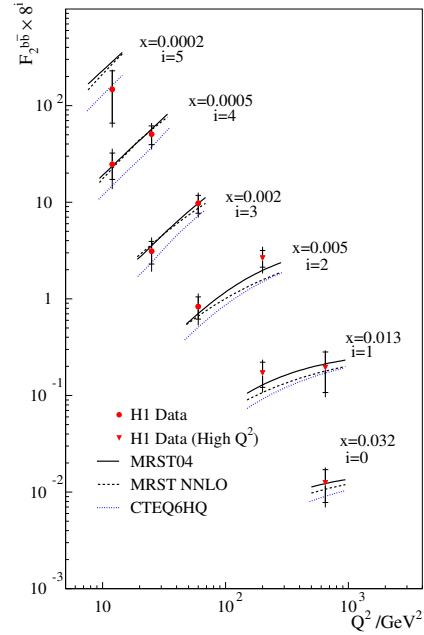 F₂^bb̄ × 8ⁱ
x=0.0002
i=5
10²
x=0.0005
i=4
x=0.002
i=3
10
x=0.005
i=2
1
x=0.013
i=1
10⁻¹
H1 Data
H1 Data (High Q²)
MRST04
MRST NNLO
CTEQ6HQ
x=0.032
i=0
10⁻²
10⁻³
10 10² 10³
Q² /GeV²